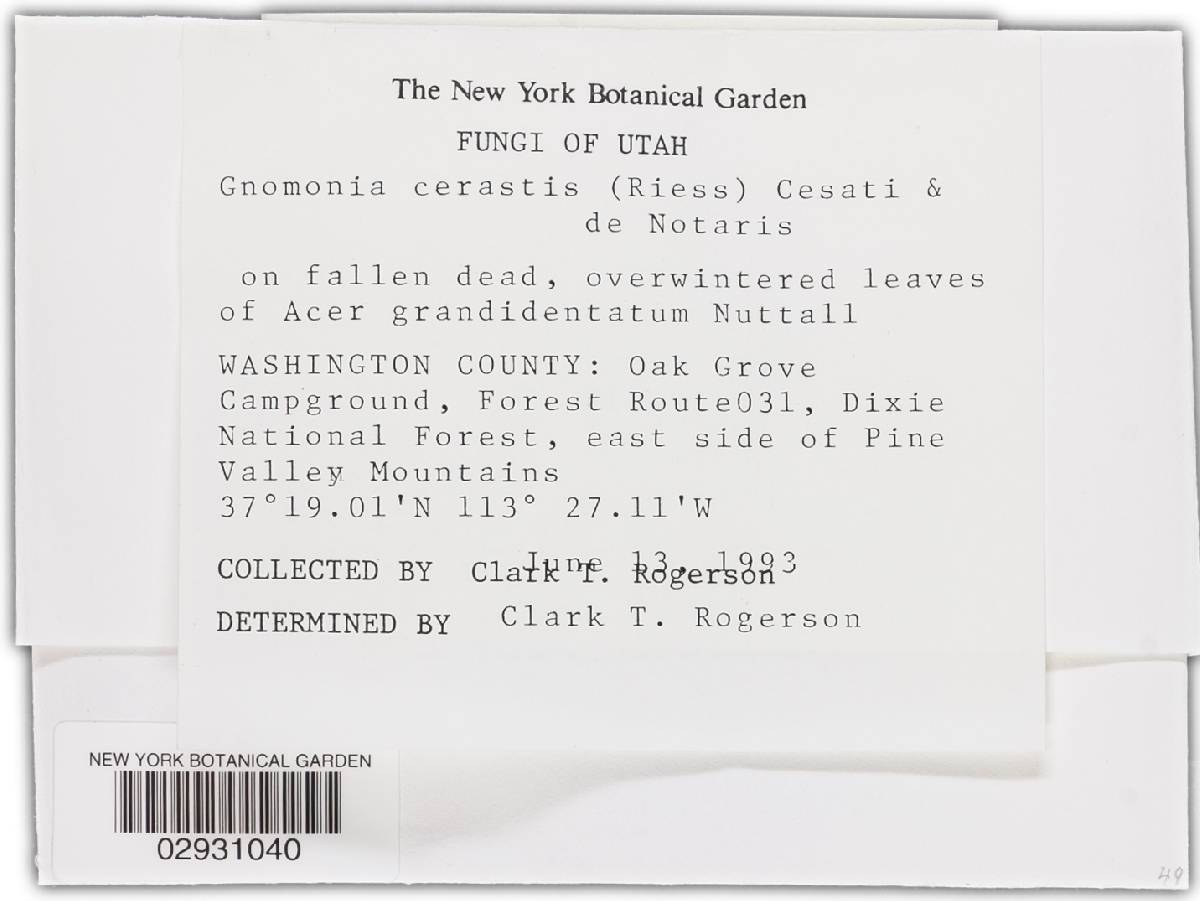 The New York Botanical Garden
FUNGI OF UTAH
Gnomonia cerastis (Riess) Cesati &
de Notaris
on fallen dead, overwintered leaves
of Acer grandidentatum Nuttall
WASHINGTON COUNTY: Oak Grove
Campground, Forest Route031, Dixie
National Forest, east side of Pine
Valley Mountains
37°19.01'N 113° 27.11'W
June 13, 1993
COLLECTED BY Clark T. Rogerson
DETERMINED BY Clark T. Rogerson
NEW YORK BOTANICAL GARDEN
02931040